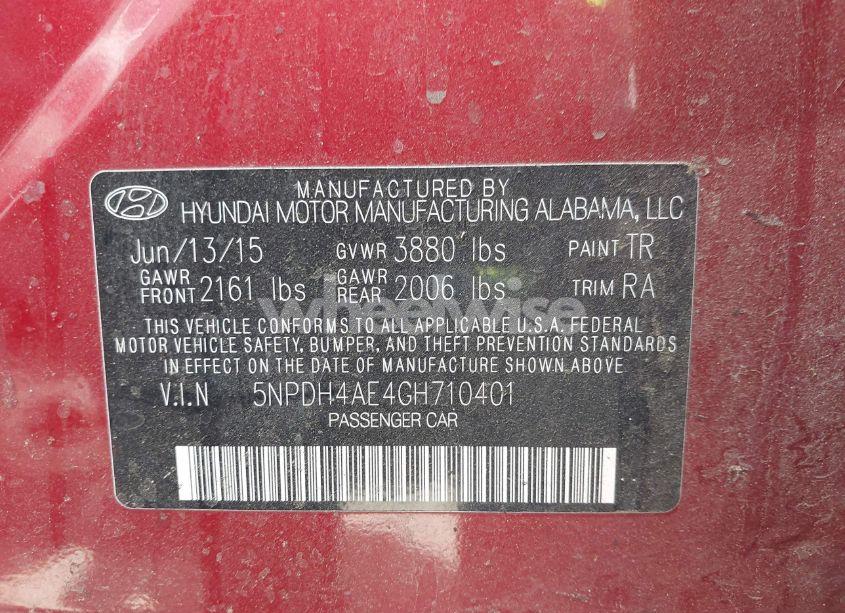 MANUFACTURED BY
HYUNDAI MOTOR MANUFACTURING ALABAMA, LLC
Jun/13/15 GVWR 3880 lbs PAINT TR
GAWR FRONT 2161 lbs GAWR REAR 2006 lbs TRIM RA
THIS VEHICLE CONFORMS TO ALL APPLICABLE U.S.A. FEDERAL
MOTOR VEHICLE SAFETY, BUMPER, AND THEFT PREVENTION STANDARDS
IN EFFECT ON THE DATE OF MANUFACTURE SHOWN ABOVE
V.I.N 5NPDH4AE4GH710401
PASSENGER CAR
wheelwise